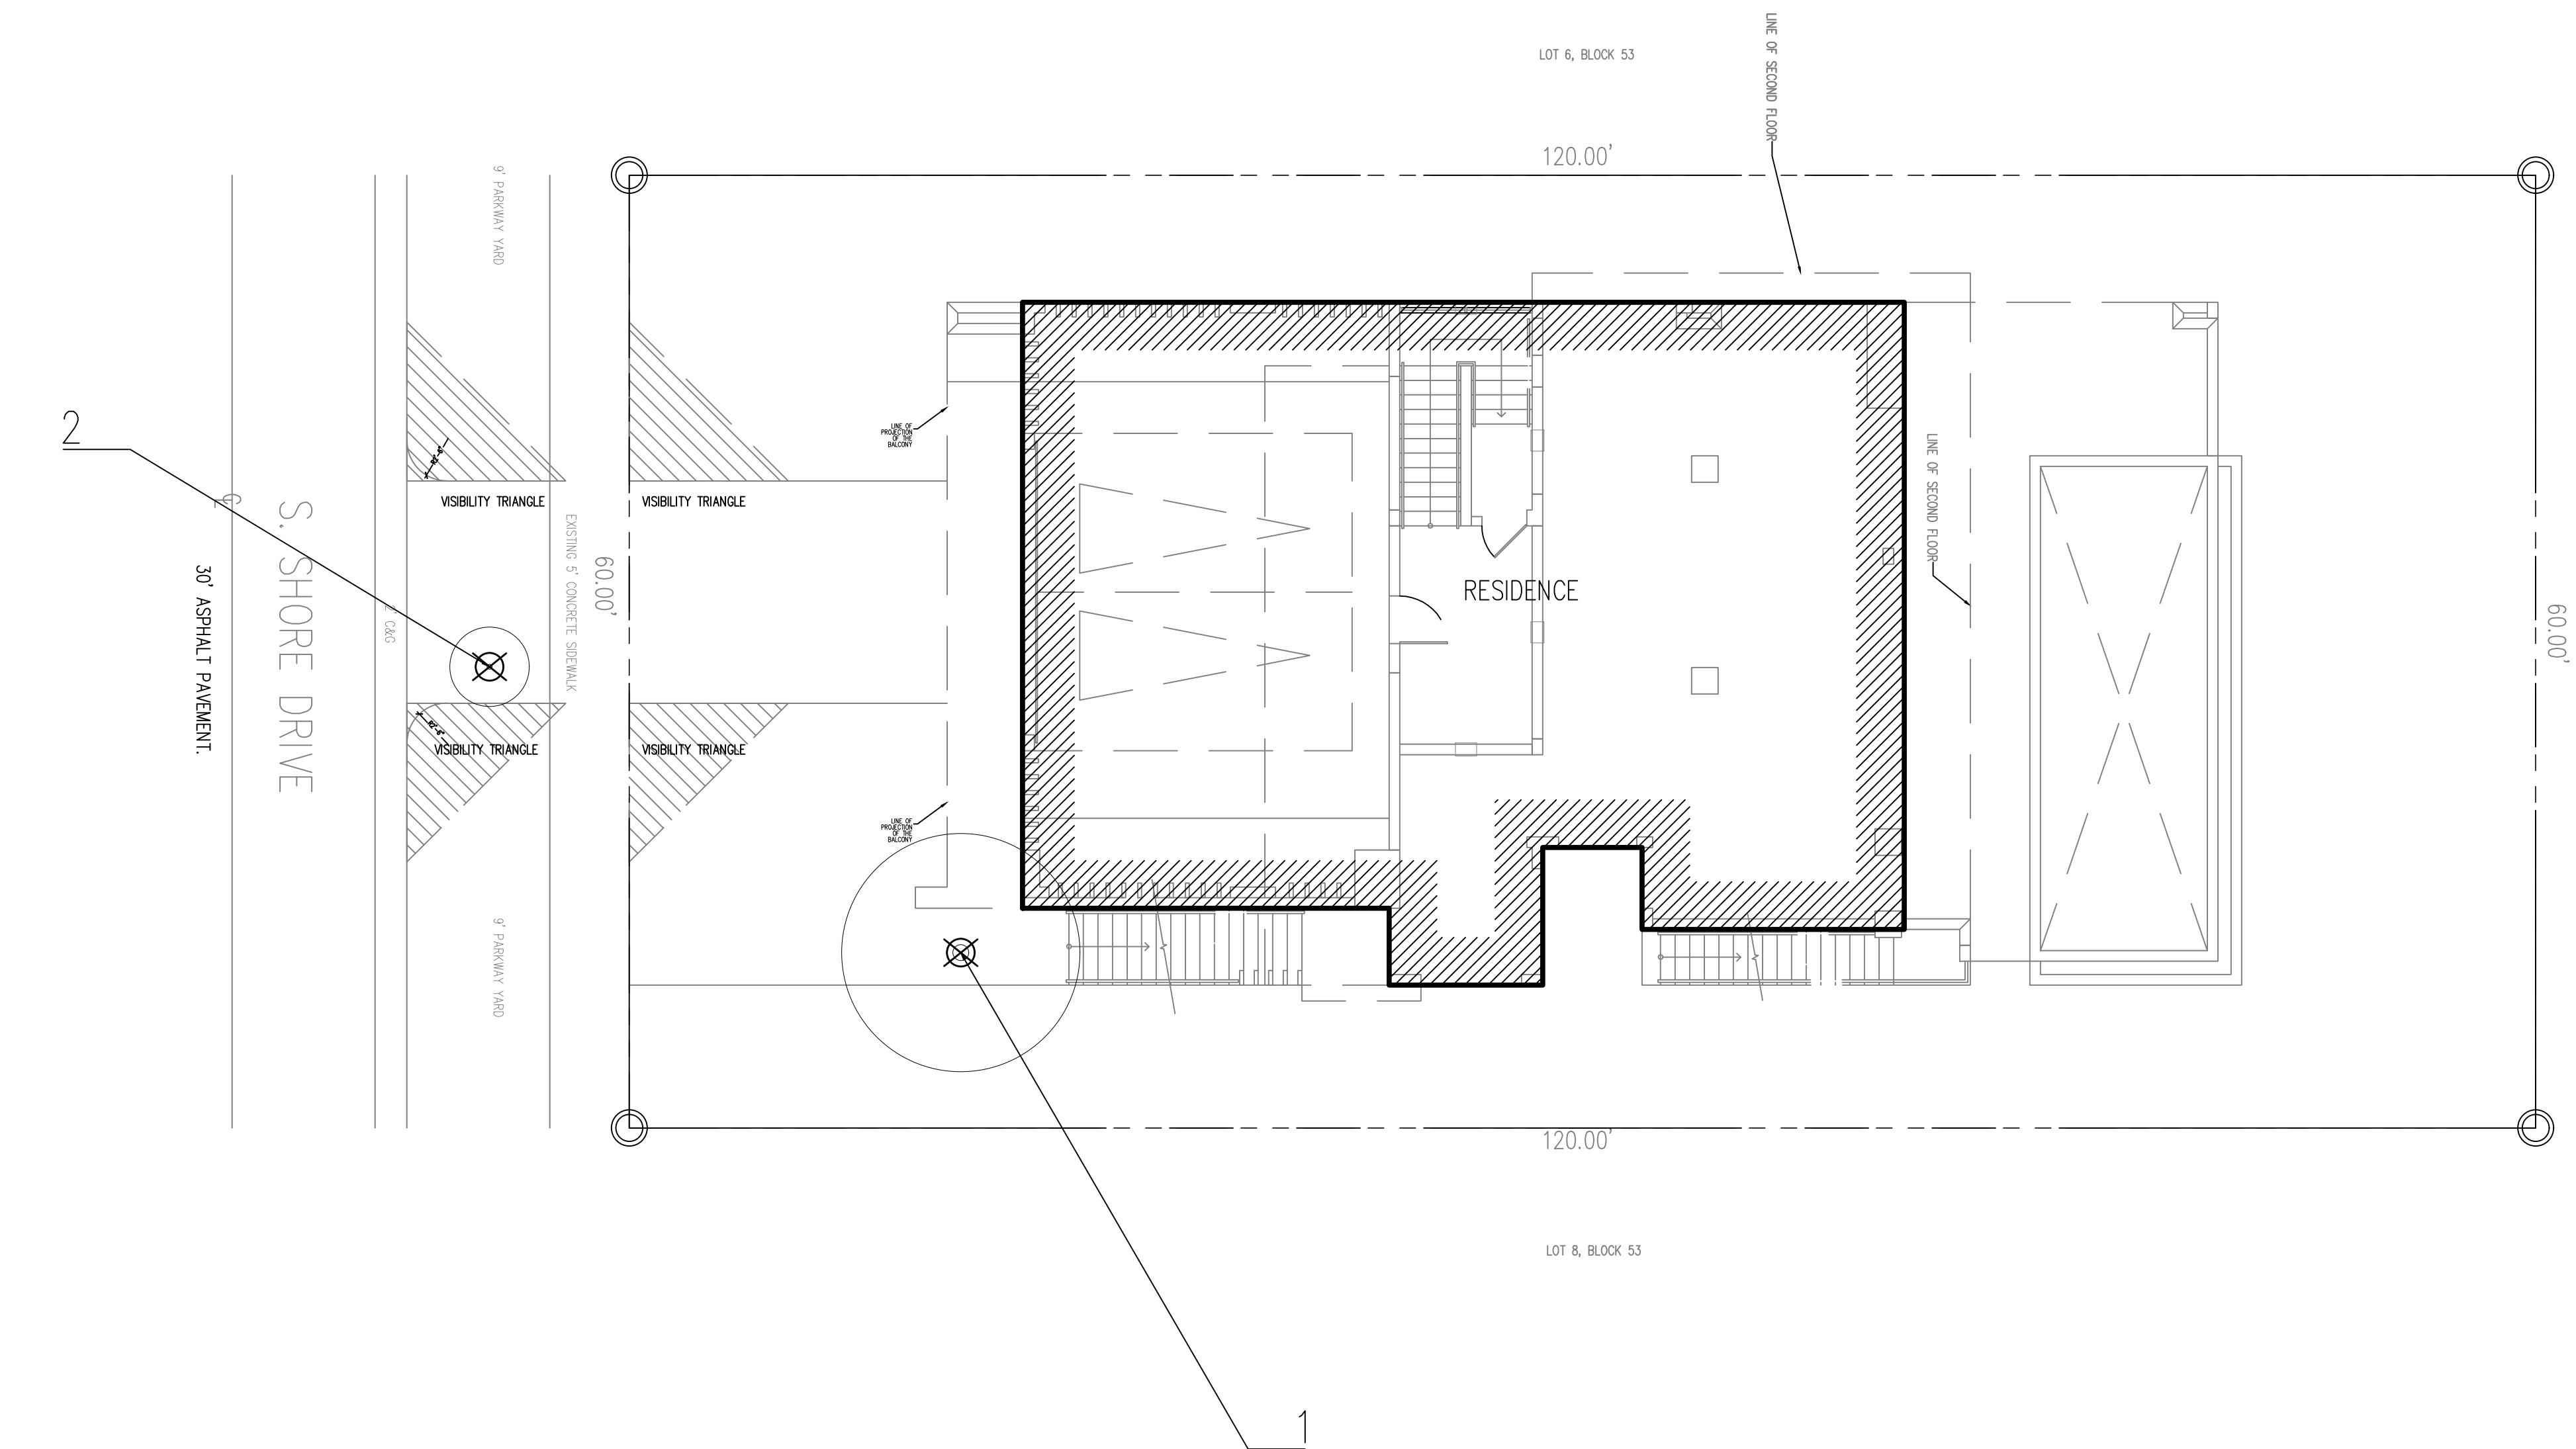 LOT 6, BLOCK 53
LINE OF SECOND FLOOR
120.00'
9' PARKWAY YARD
2
LINE OF
PROJECTION
OF THE
BALCONY
LINE OF SECOND FLOOR
VISIBILITY TRIANGLE
VISIBILITY TRIANGLE
℄
S. SHORE DRIVE
30' ASPHALT PAVEMENT.
2' C&G
EXISTING 5' CONCRETE SIDEWALK
60.00'
RESIDENCE
60.00'
VISIBILITY TRIANGLE
VISIBILITY TRIANGLE
LINE OF
PROJECTION
OF THE
BALCONY
9' PARKWAY YARD
120.00'
LOT 8, BLOCK 53
1